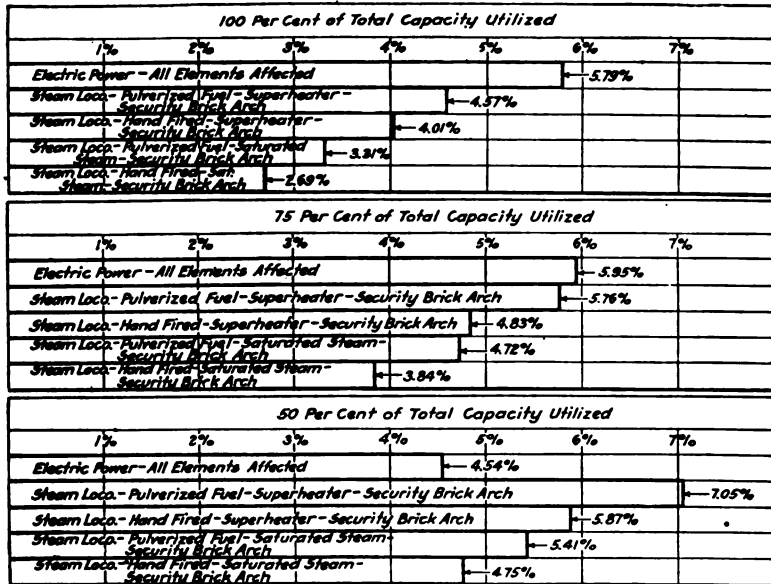 100 Per Cent of Total Capacity Utilized
1% 2% 3% 4% 5% 6% 7%
Electric Power-All Elements Affected 5.79%
Steam Loco.-Pulverized Fuel-Superheater-
Security Brick Arch 4.57%
Steam Loco.-Hand Fired-Superheater-
Security Brick Arch 4.01%
Steam Loco.-Pulverized Fuel-Saturated
Steam-Security Brick Arch 3.31%
Steam Loco.-Hand Fired-Sat.
Steam-Security Brick Arch 2.69%
75 Per Cent of Total Capacity Utilized
1% 2% 3% 4% 5% 6% 7%
Electric Power-All Elements Affected 5.95%
Steam Loco.-Pulverized Fuel-Superheater-Security Brick Arch 5.76%
Steam Loco.-Hand Fired-Superheater-Security Brick Arch 4.83%
Steam Loco.-Pulverized Fuel-Saturated Steam-
Security Brick Arch 4.72%
Steam Loco.-Hand Fired-Saturated Steam-
Security Brick Arch 3.84%
50 Per Cent of Total Capacity Utilized
1% 2% 3% 4% 5% 6% 7%
Electric Power-All Elements Affected 4.54%
Steam Loco.-Pulverized Fuel-Superheater-Security Brick Arch 7.05%
Steam Loco.-Hand Fired-Superheater-Security Brick Arch 5.87%
Steam Loco.-Pulverized Fuel-Saturated Steam-
Security Brick Arch 5.41%
Steam Loco.-Hand Fired-Saturated Steam-
Security Brick Arch 4.75%